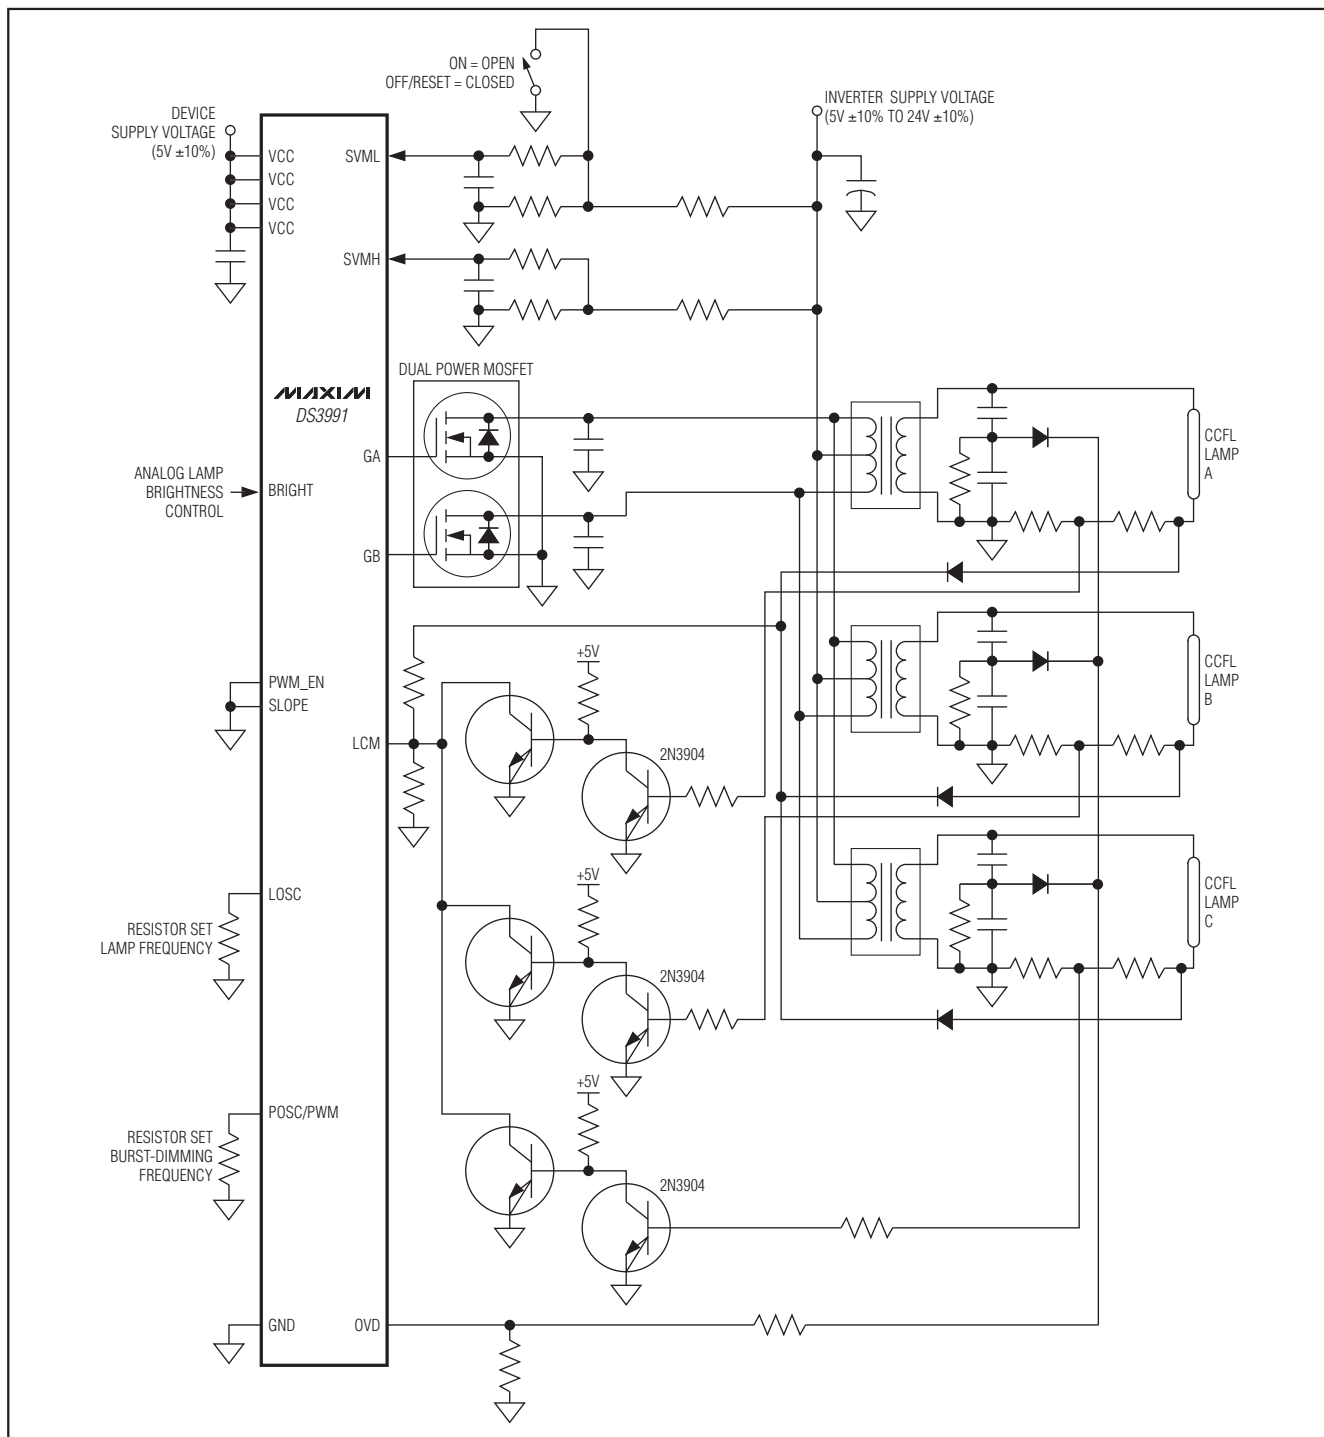 ON = OPEN
OFF/RESET = CLOSED
DEVICE
SUPPLY VOLTAGE
(5V ±10%)
INVERTER SUPPLY VOLTAGE
(5V ±10% TO 24V ±10%)
VCC
SVML
VCC
VCC
VCC
SVMH
DUAL POWER MOSFET
MAXIM
DS3991
GA
CCFL
LAMP
A
ANALOG LAMP
BRIGHTNESS
CONTROL
BRIGHT
GB
+5V
CCFL
LAMP
B
PWM_EN
SLOPE
LCM
2N3904
+5V
CCFL
LAMP
C
LOSC
RESISTOR SET
LAMP FREQUENCY
2N3904
+5V
POSC/PWM
RESISTOR SET
BURST-DIMMING
FREQUENCY
2N3904
GND
OVD